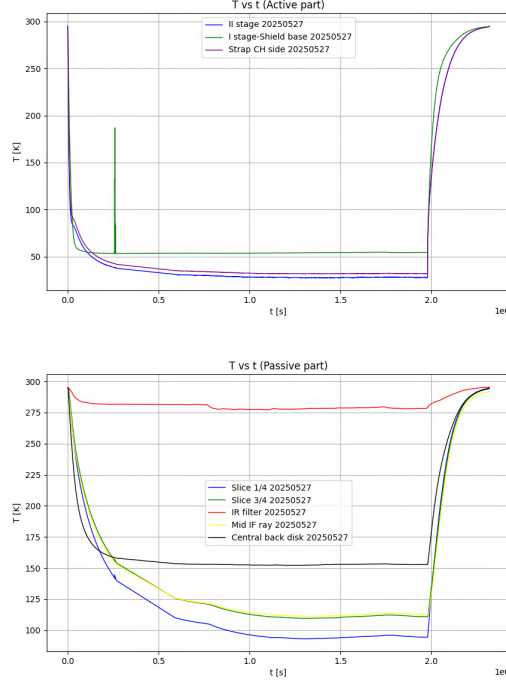 T vs t (Active part)
II stage 20250527
I stage-Shield base 20250527
Strap CH side 20250527
T [K]
300
250
200
150
100
50
0.0
0.5
1.0
1.5
2.0
1e6
t [s]
T vs t (Passive part)
Slice 1/4 20250527
Slice 3/4 20250527
IR filter 20250527
Mid IF ray 20250527
Central back disk 20250527
T [K]
300
275
250
225
200
175
150
125
100
0.0
0.5
1.0
1.5
2.0
1e6
t [s]